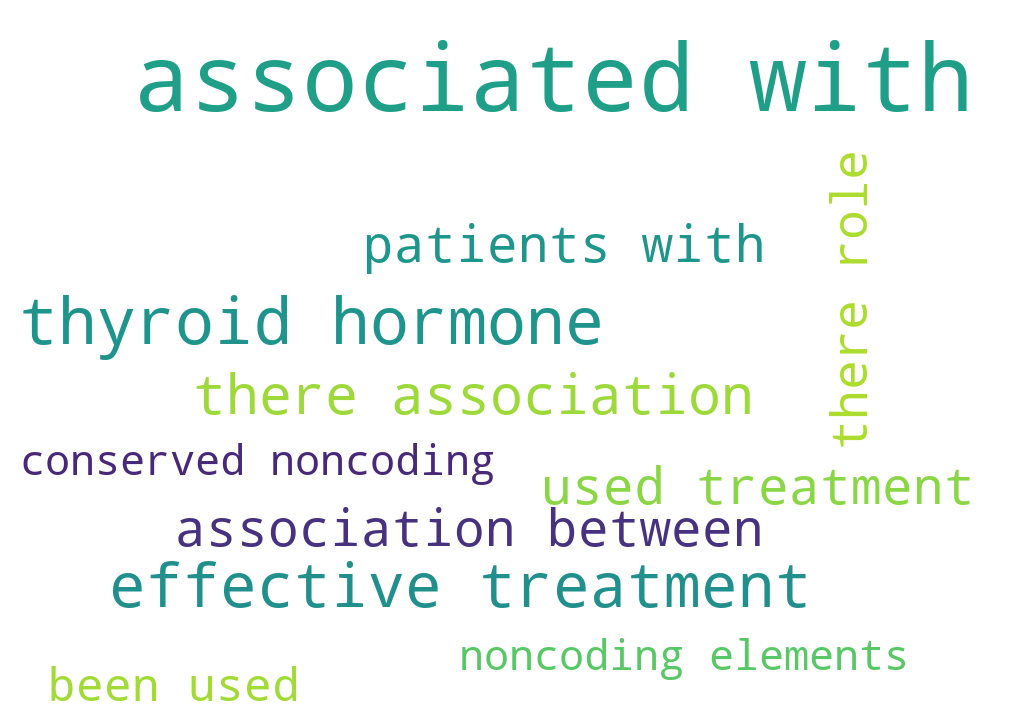 associated with
there role
patients with
thyroid hormone
there association
conserved noncoding
used treatment
association between
effective treatment
noncoding elements
been used